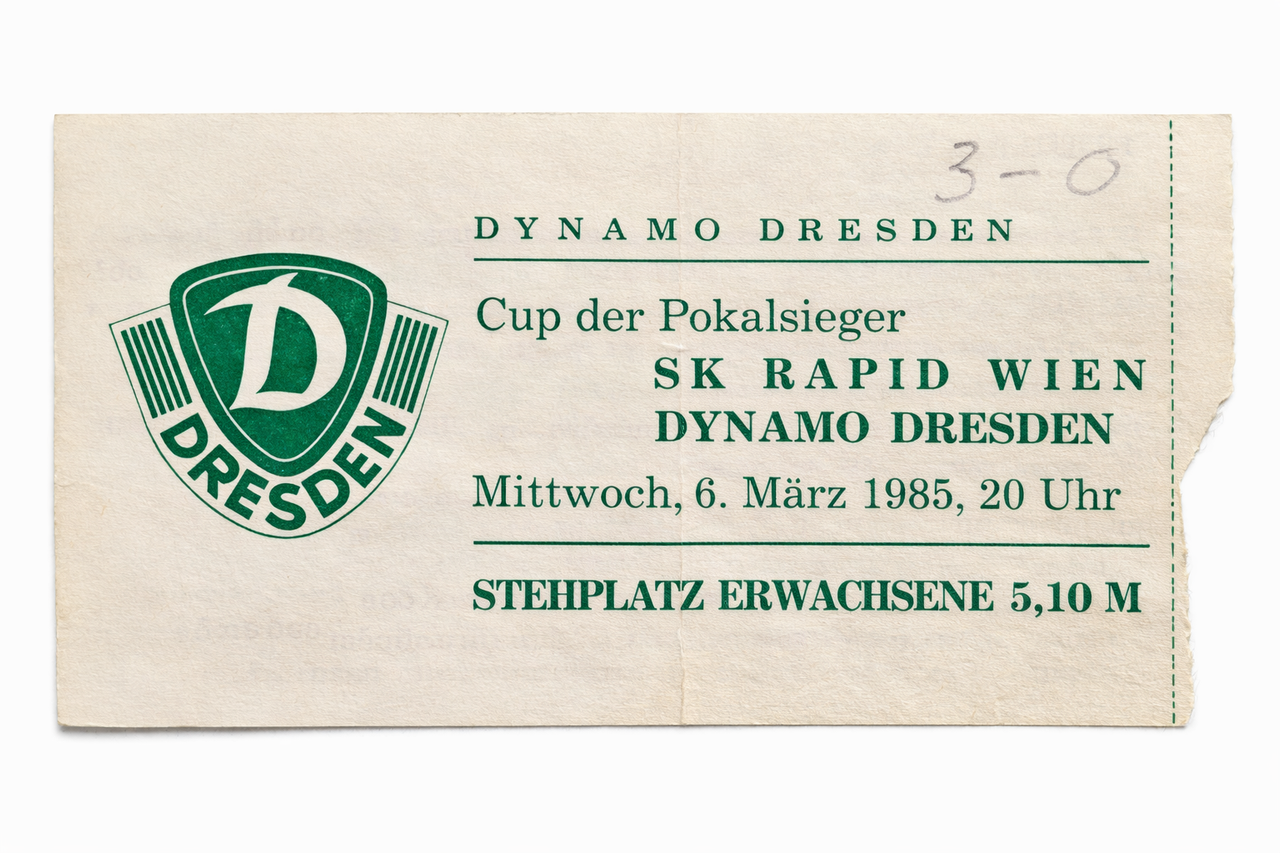 3 - 0
DYNAMO DRESDEN
Cup der Pokalsieger
SK RAPID WIEN
DYNAMO DRESDEN
Mittwoch, 6. März 1985, 20 Uhr
STEHPLATZ ERWACHSENE 5,10 M
D
DRESDEN